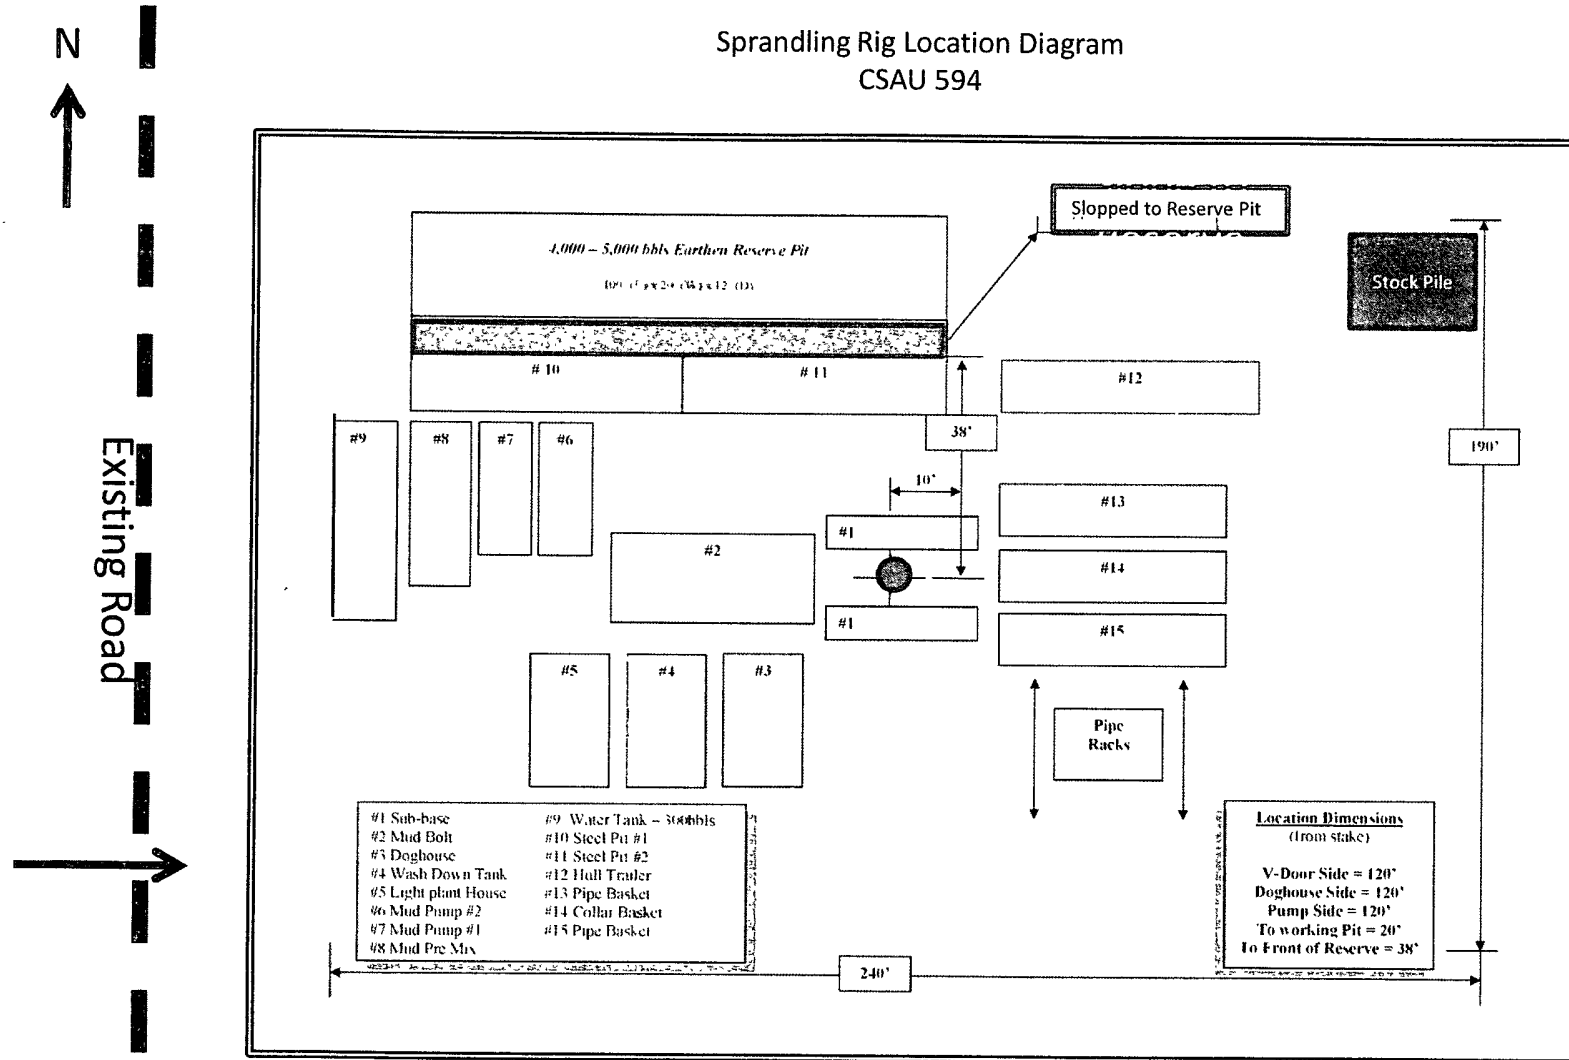 N
Sprandling Rig Location Diagram
CSAU 594
Slopped to Reserve Pit
4,000 – 5,000 bbls Earthen Reserve Pit
Stock Pile
# 10
# 11
#12
#9
#8
#7
#6
38'
190'
10'
#13
#1
#2
#14
#1
#15
Existing Road
#5
#4
#3
Pipe
Racks
#1 Sub-base
#2 Mud Bolt
#3 Doghouse
#4 Wash Down Tank
#5 Light plant House
#6 Mud Pump #2
#7 Mud Pump #1
#8 Mud Pre Mix
#9 Water Tank – 300bbls
#10 Steel Pit #1
#11 Steel Pit #2
#12 Hull Trailer
#13 Pipe Basket
#14 Collar Basket
#15 Pipe Basket
Location Dimensions
(from stake)
V-Door Side = 120'
Doghouse Side = 120'
Pump Side = 120'
To working Pit = 20'
To Front of Reserve = 38'
240'